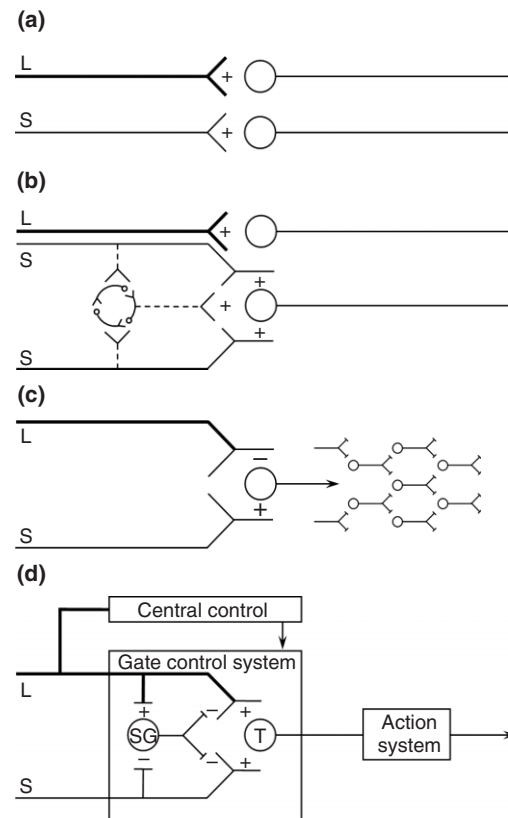 (a)
L
+
S
+
(b)
L
+
S
+
+
+
S
(c)
L
−
+
S
(d)
Central control
Gate control system
L
+
−
+
SG
T
Action
system
−
−
+
S